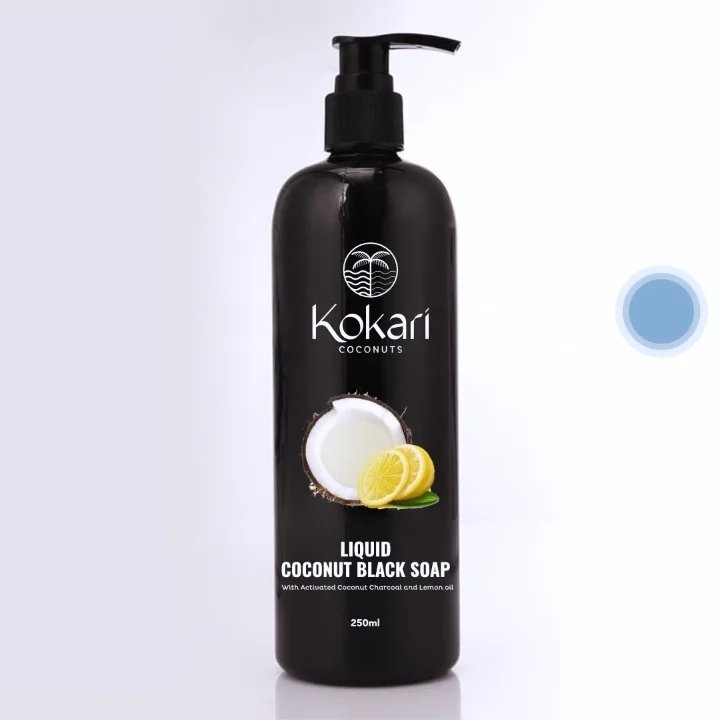 Kokari
COCONUTS
LIQUID
COCONUT BLACK SOAP
With Activated Coconut Charcoal and Lemon oil
250ml